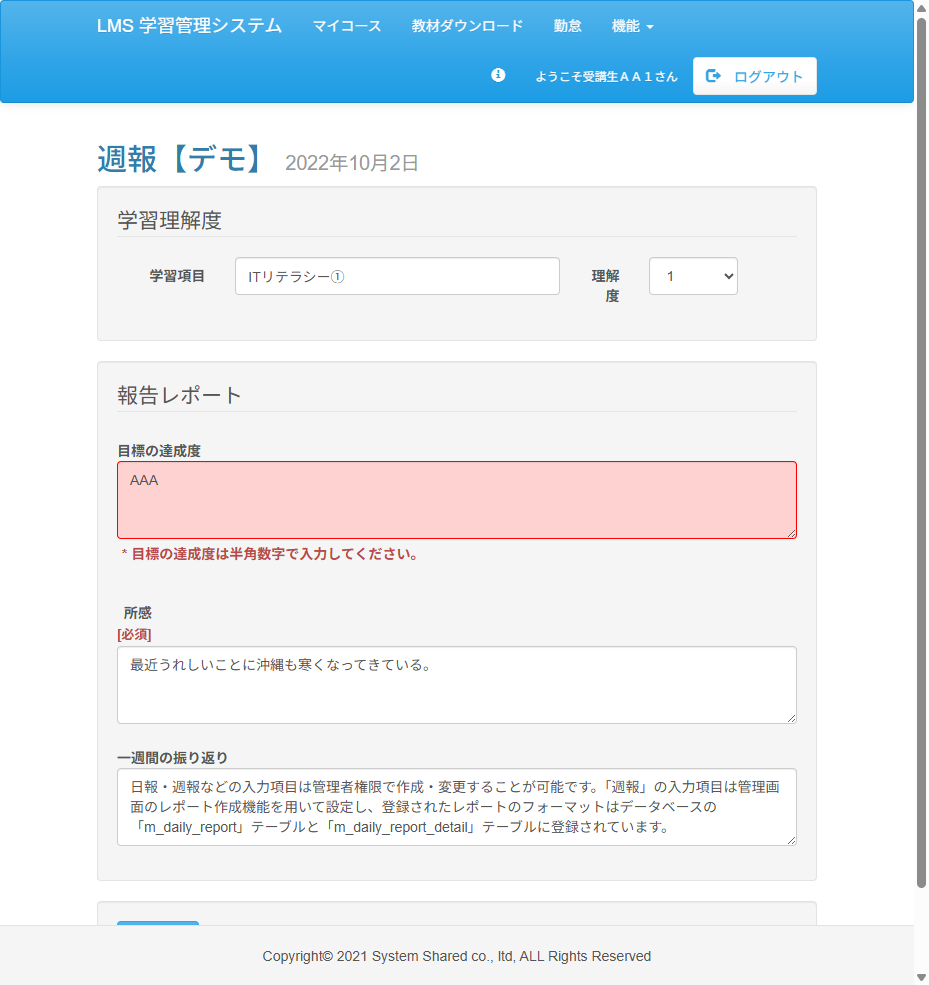 LMS 学習管理システム マイコース 教材ダウンロード 勤怠 機能
ようこそ受講生ＡＡ１さん ログアウト
週報【デモ】 2022年10月2日
学習理解度
学習項目 ITリテラシー① 理解度 1
報告レポート
目標の達成度
AAA
* 目標の達成度は半角数字で入力してください。
所感
[必須]
最近うれしいことに沖縄も寒くなってきている。
一週間の振り返り
日報・週報などの入力項目は管理者権限で作成・変更することが可能です。「週報」の入力項目は管理画
面のレポート作成機能を用いて設定し、登録されたレポートのフォーマットはデータベースの
「m_daily_report」テーブルと「m_daily_report_detail」テーブルに登録されています。
Copyright© 2021 System Shared co., ltd, ALL Rights Reserved